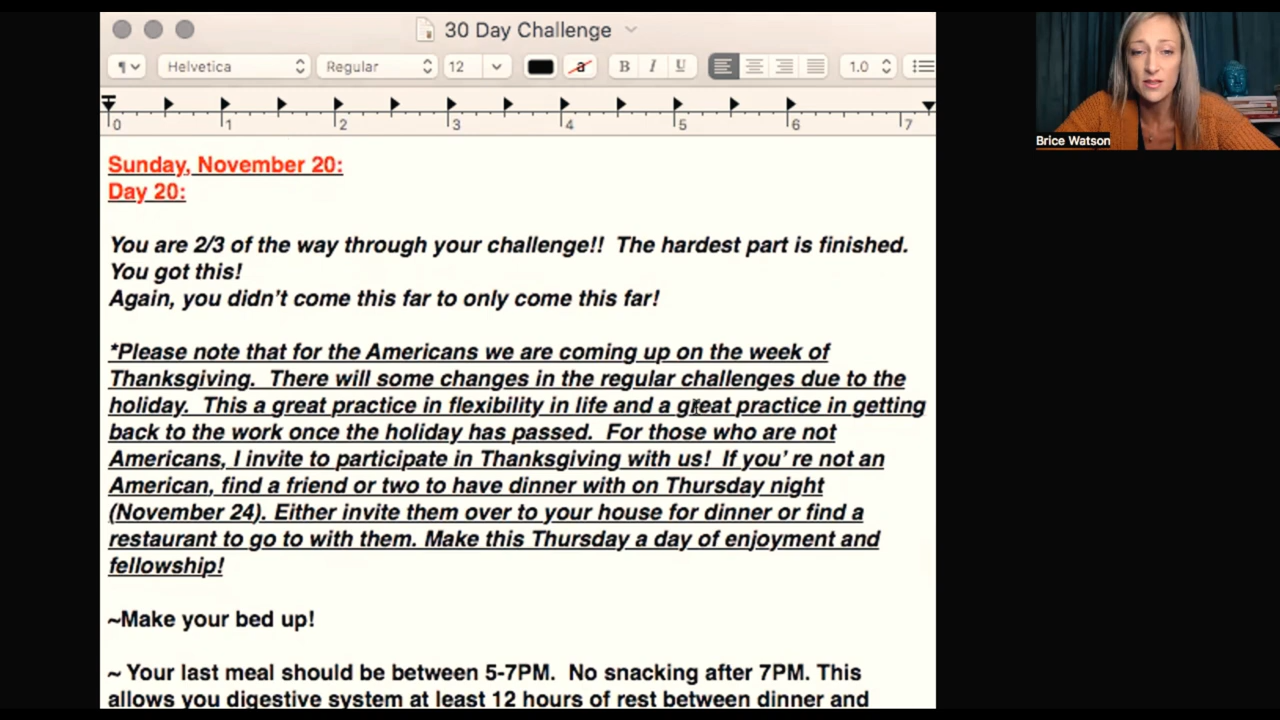 30 Day Challenge
¶ Helvetica Regular 12 a B I U 1.0
0 1 2 3 4 5 6 7
Sunday, November 20:
Day 20:
You are 2/3 of the way through your challenge!! The hardest part is finished.
You got this!
Again, you didn't come this far to only come this far!
*Please note that for the Americans we are coming up on the week of
Thanksgiving. There will some changes in the regular challenges due to the
holiday. This a great practice in flexibility in life and a great practice in getting
back to the work once the holiday has passed. For those who are not
Americans, I invite to participate in Thanksgiving with us! If you' re not an
American, find a friend or two to have dinner with on Thursday night
(November 24). Either invite them over to your house for dinner or find a
restaurant to go to with them. Make this Thursday a day of enjoyment and
fellowship!
~Make your bed up!
~ Your last meal should be between 5-7PM. No snacking after 7PM. This
allows you digestive system at least 12 hours of rest between dinner and
Brice Watson